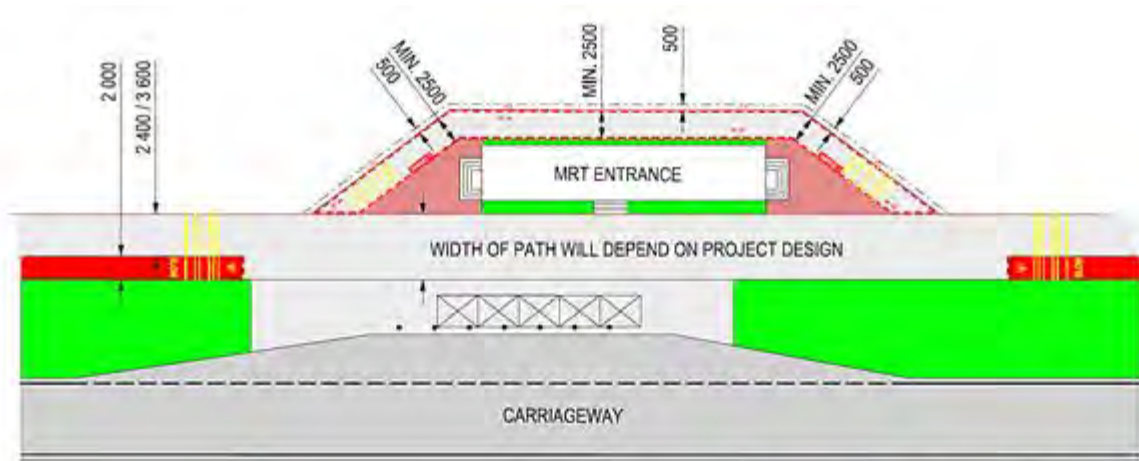 2 000
2 400 / 3 600
500
MIN. 2500
MIN. 2500
500
MIN. 2500
500
MRT ENTRANCE
WIDTH OF PATH WILL DEPEND ON PROJECT DESIGN
SLOW
CARRIAGEWAY